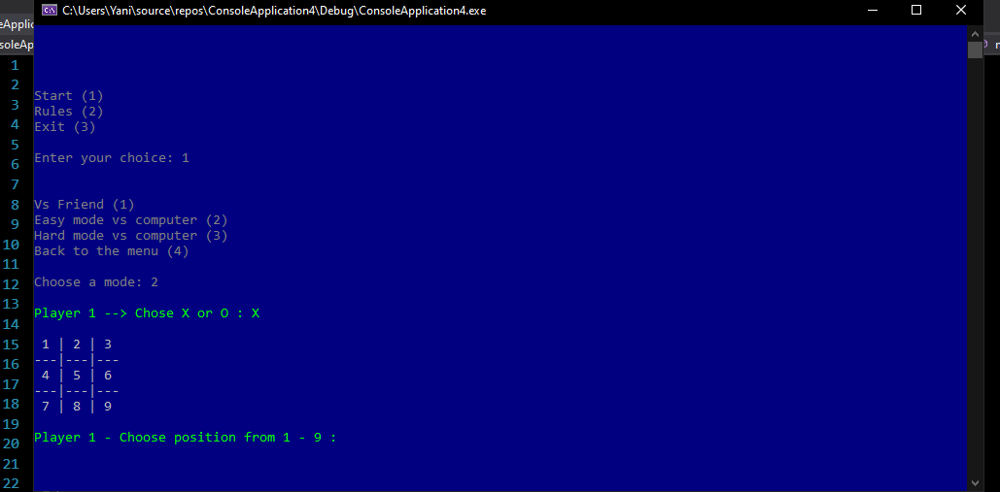 C:\Users\Yani\source\repos\ConsoleApplication4\Debug\ConsoleApplication4.exe
eApplic
soleAp
1
2
3
4
5
6
7
8
9
10
11
12
13
14
15
16
17
18
19
20
21
22
Start (1)
Rules (2)
Exit (3)
Enter your choice: 1
Vs Friend (1)
Easy mode vs computer (2)
Hard mode vs computer (3)
Back to the menu (4)
Choose a mode: 2
Player 1 --> Chose X or O : X
1 | 2 | 3
---|---|---
4 | 5 | 6
---|---|---
7 | 8 | 9
Player 1 - Choose position from 1 - 9 :